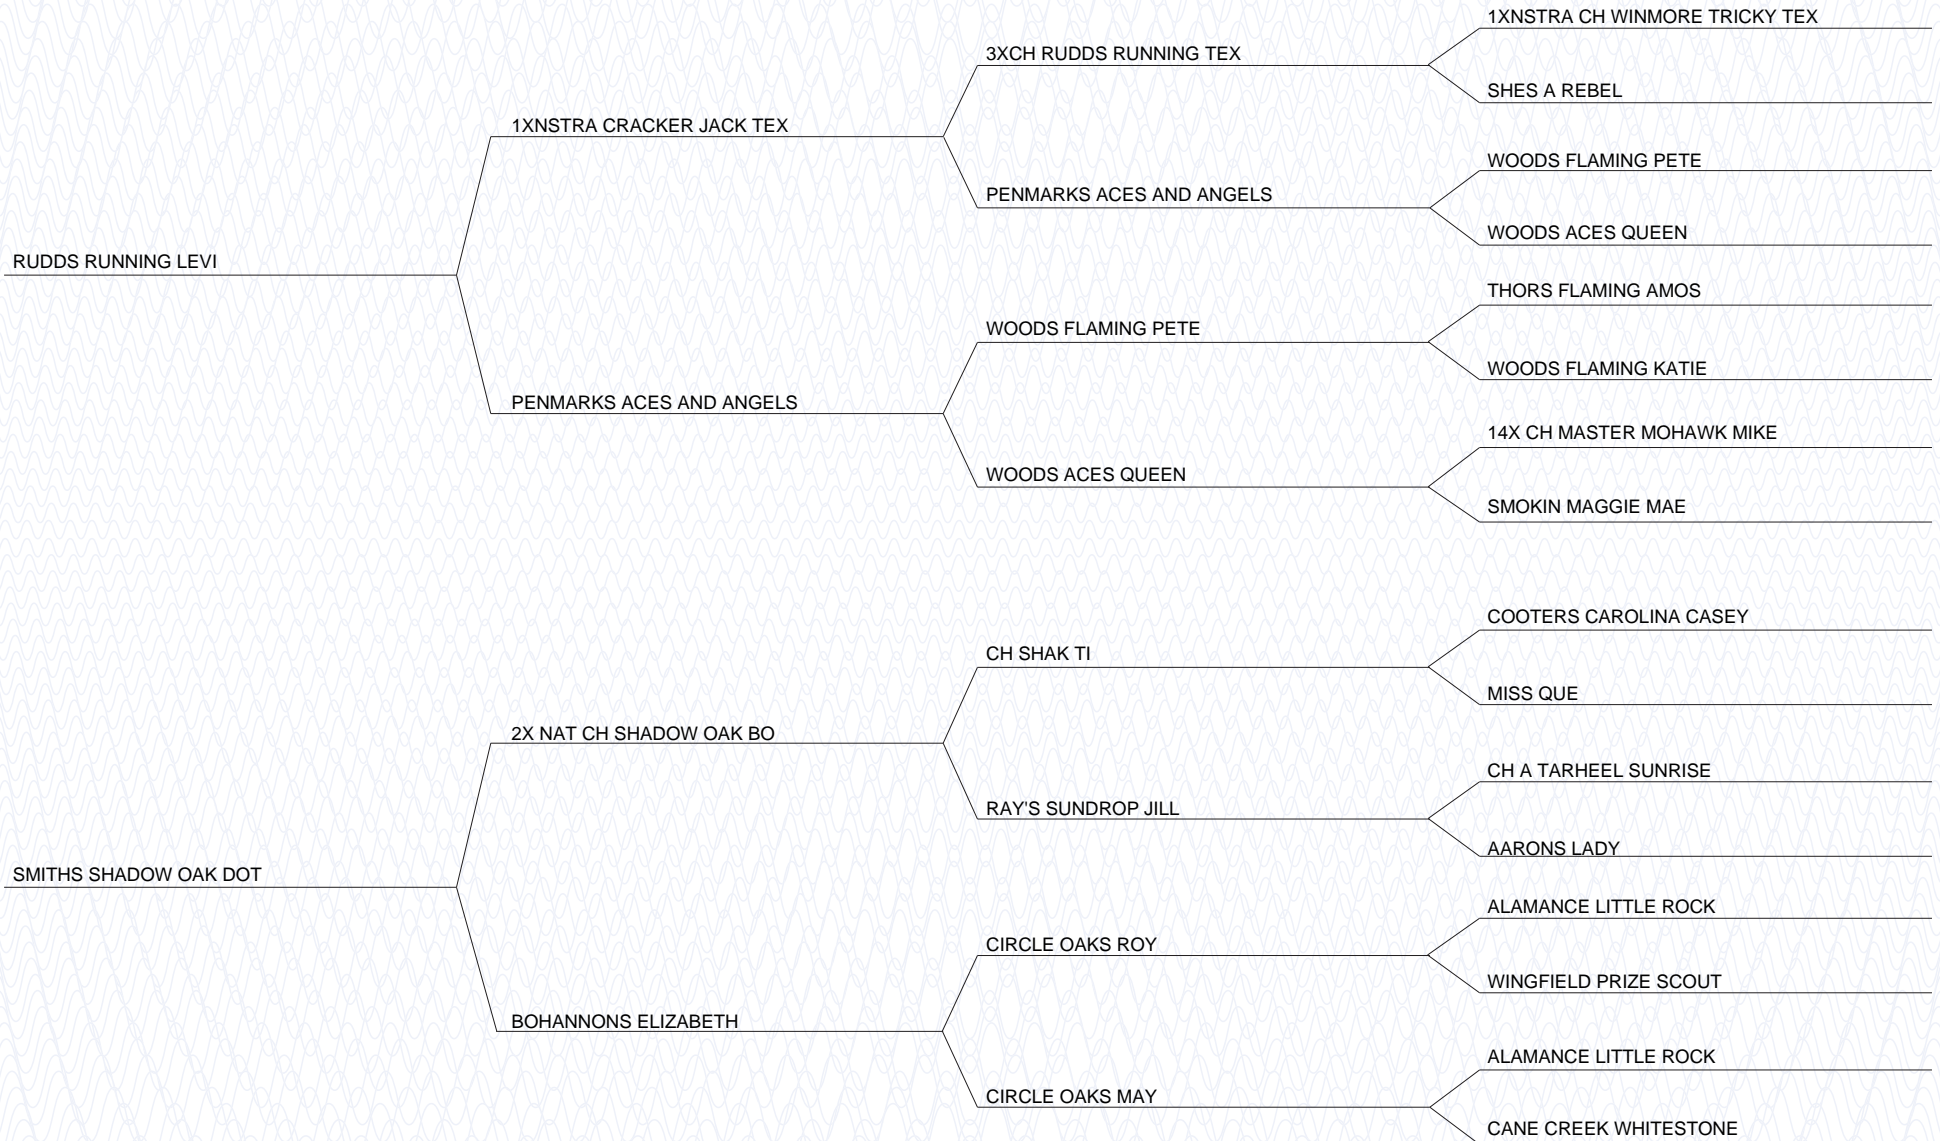 1XNSTRA CH WINMORE TRICKY TEX
3XCH RUDDS RUNNING TEX
SHES A REBEL
1XNSTRA CRACKER JACK TEX
WOODS FLAMING PETE
PENMARKS ACES AND ANGELS
WOODS ACES QUEEN
RUDDS RUNNING LEVI
THORS FLAMING AMOS
WOODS FLAMING PETE
WOODS FLAMING KATIE
PENMARKS ACES AND ANGELS
14X CH MASTER MOHAWK MIKE
WOODS ACES QUEEN
SMOKIN MAGGIE MAE
COOTERS CAROLINA CASEY
CH SHAK TI
MISS QUE
2X NAT CH SHADOW OAK BO
CH A TARHEEL SUNRISE
RAY'S SUNDROP JILL
AARONS LADY
SMITHS SHADOW OAK DOT
ALAMANCE LITTLE ROCK
CIRCLE OAKS ROY
WINGFIELD PRIZE SCOUT
BOHANNONS ELIZABETH
ALAMANCE LITTLE ROCK
CIRCLE OAKS MAY
CANE CREEK WHITESTONE